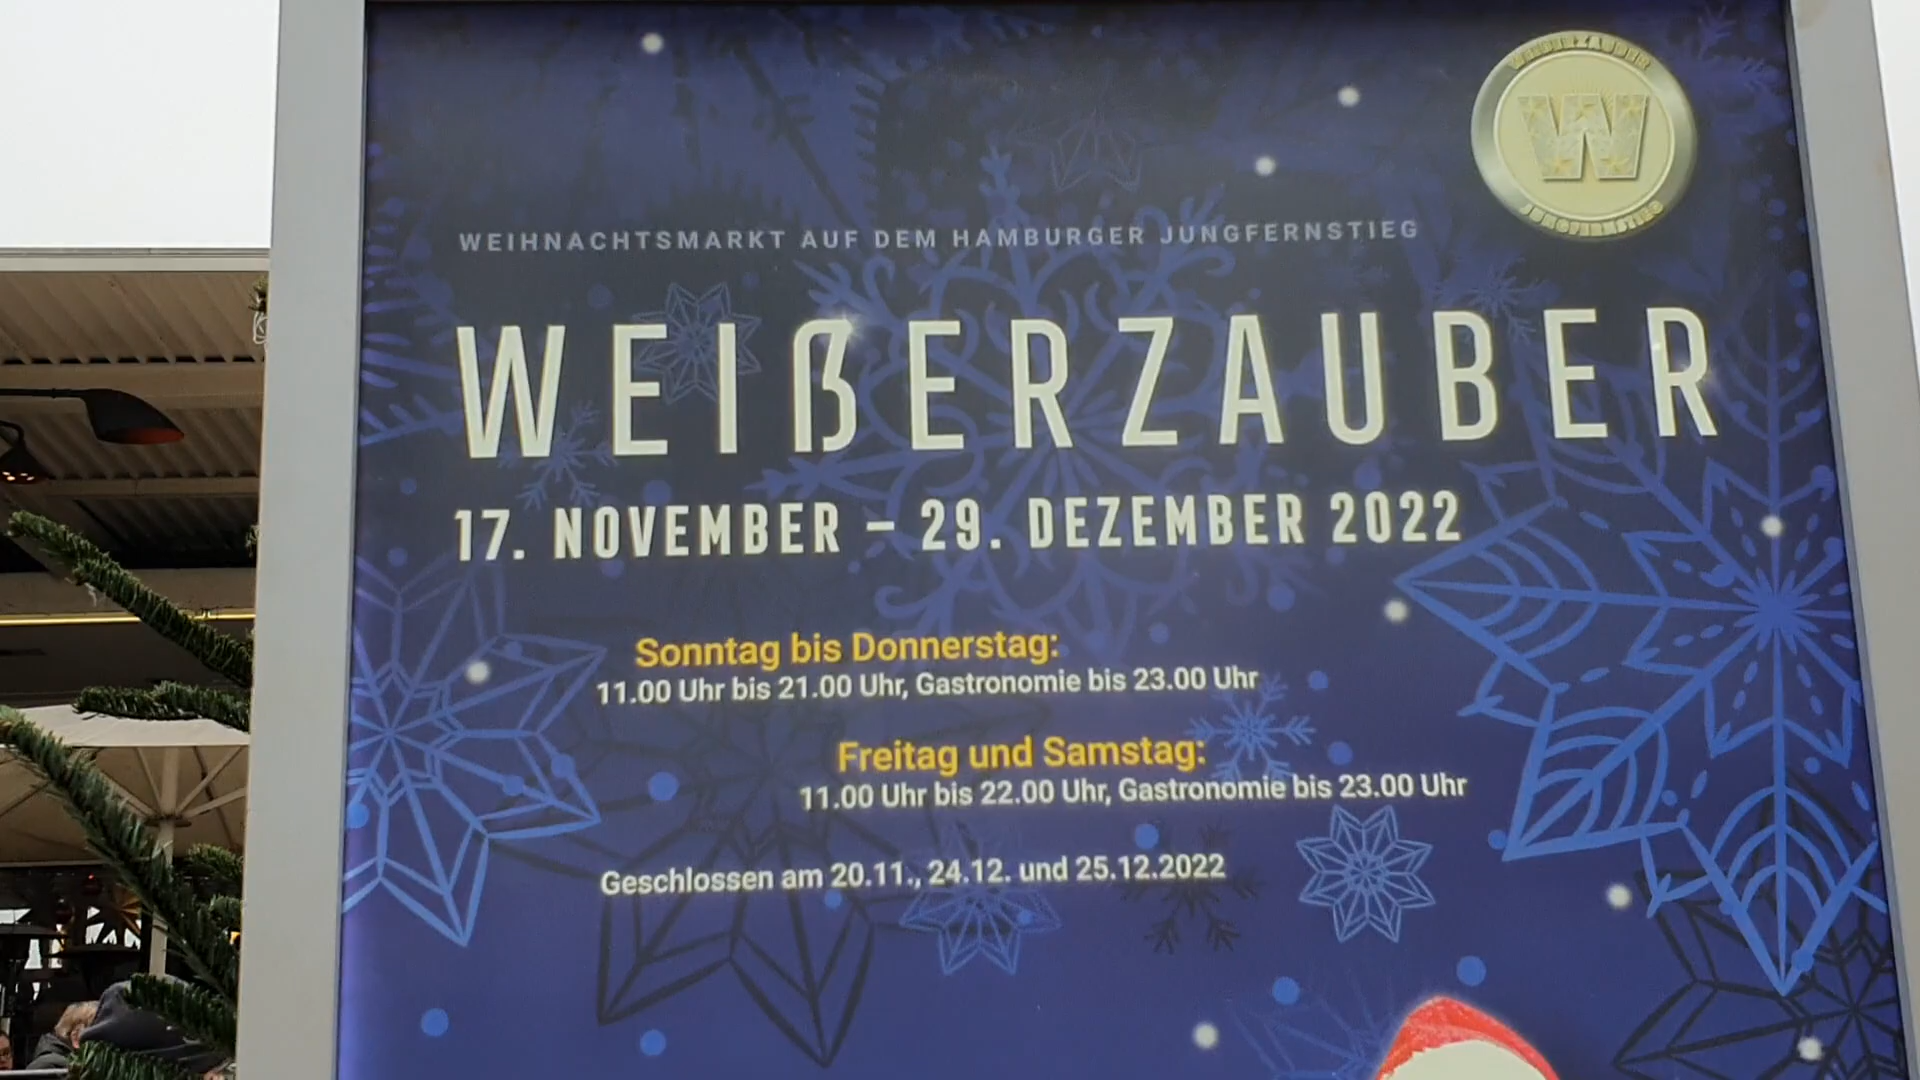 WEIßERZAUBER
W
JUNGFERNSTIEG
WEIHNACHTSMARKT AUF DEM HAMBURGER JUNGFERNSTIEG
WEIßERZAUBER
17. NOVEMBER – 29. DEZEMBER 2022
Sonntag bis Donnerstag:
11.00 Uhr bis 21.00 Uhr, Gastronomie bis 23.00 Uhr
Freitag und Samstag:
11.00 Uhr bis 22.00 Uhr, Gastronomie bis 23.00 Uhr
Geschlossen am 20.11., 24.12. und 25.12.2022